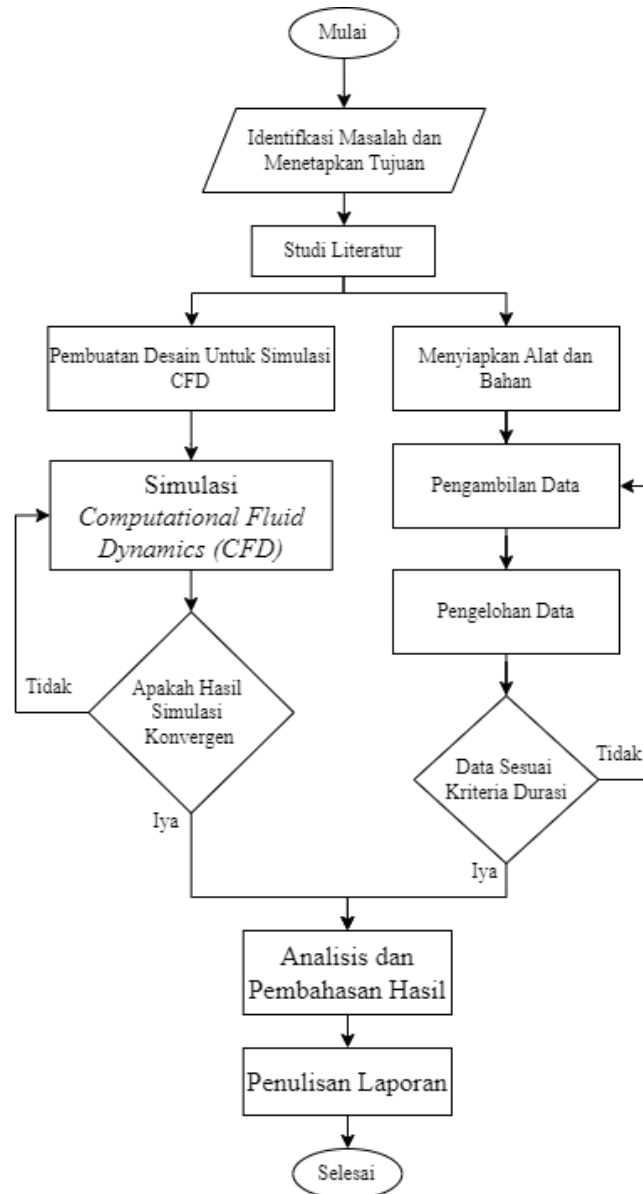 Mulai
Identifkasi Masalah dan
Menetapkan Tujuan
Studi Literatur
Pembuatan Desain Untuk Simulasi
CFD
Menyiapkan Alat dan
Bahan
Simulasi
Computational Fluid
Dynamics (CFD)
Pengambilan Data
Pengelohan Data
Tidak
Apakah Hasil
Simulasi
Konvergen
Iya
Data Sesuai
Kriteria Durasi
Tidak
Iya
Analisis dan
Pembahasan Hasil
Penulisan Laporan
Selesai